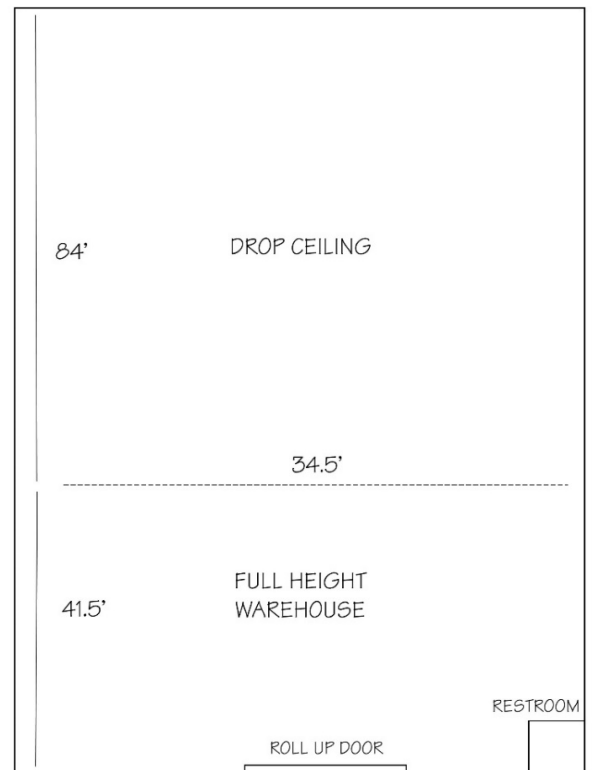 84’
DROP CEILING
34.5’
FULL HEIGHT
WAREHOUSE
41.5’
RESTROOM
ROLL UP DOOR